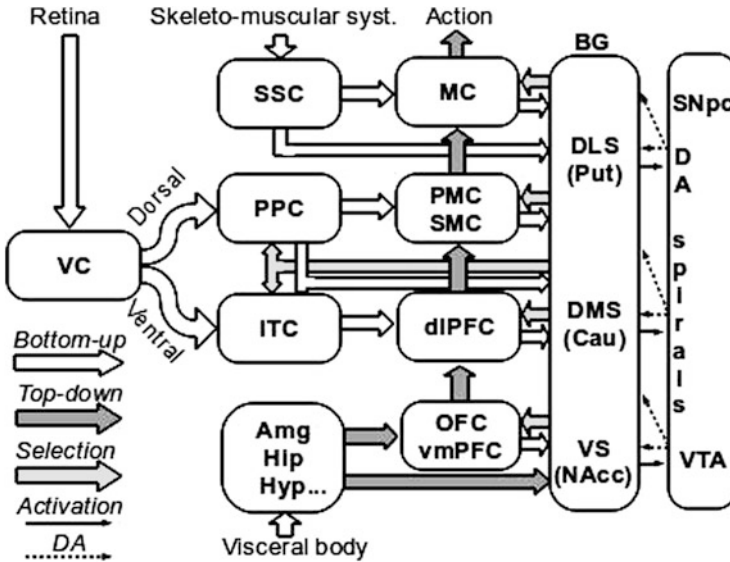 Retina
Skeleto-muscular syst.
Action
BG
SSC
MC
SNpc
DLS
(Put)
DA spirals
Dorsal
PPC
PMC
SMC
VC
Ventral
ITC
dlPFC
DMS
(Cau)
Bottom-up
Top-down
Selection
Activation
DA
Amg
Hip
Hyp...
OFC
vmPFC
VS
(NAcc)
VTA
Visceral body